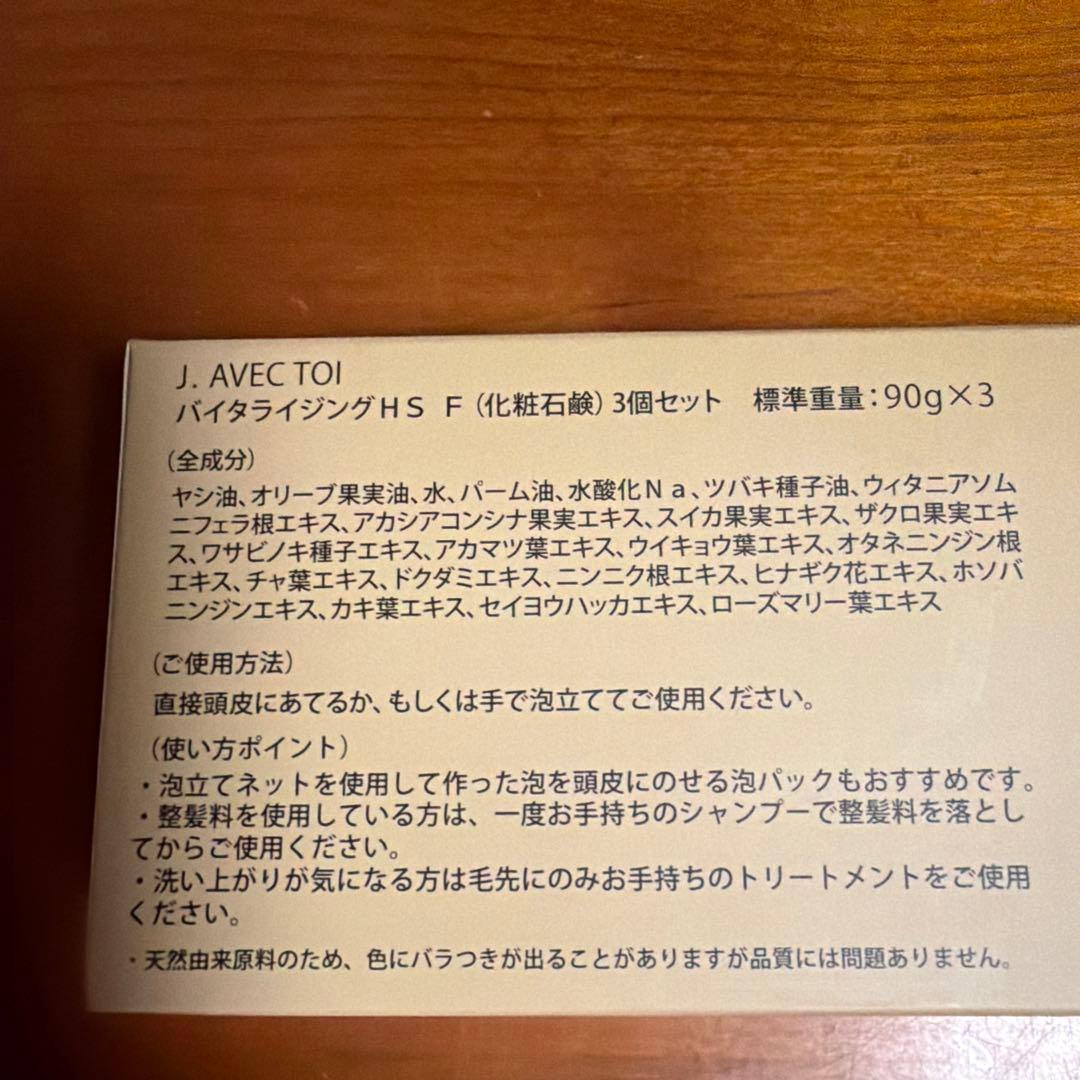 J. AVEC TOI
バイタライジングHS F（化粧石鹸）3個セット 標準重量：90g×3
（全成分）
ヤシ油、オリーブ果実油、水、パーム油、水酸化Na、ツバキ種子油、ウィタニアソム
ニフェラ根エキス、アカシアコンシナ果実エキス、スイカ果実エキス、ザクロ果実エキ
ス、ワサビノキ種子エキス、アカマツ葉エキス、ウイキョウ葉エキス、オタネニンジン根
エキス、チャ葉エキス、ドクダミエキス、ニンニク根エキス、ヒナギク花エキス、ホソバ
ニンジンエキス、カキ葉エキス、セイヨウハッカエキス、ローズマリー葉エキス
（ご使用方法）
直接頭皮にあてるか、もしくは手で泡立ててご使用ください。
（使い方ポイント）
・泡立てネットを使用して作った泡を頭皮にのせる泡パックもおすすめです。
・整髪料を使用している方は、一度お手持ちのシャンプーで整髪料を落とし
てからご使用ください。
・洗い上がりが気になる方は毛先にのみお手持ちのトリートメントをご使用
ください。
・天然由来原料のため、色にバラつきが出ることがありますが品質には問題ありません。